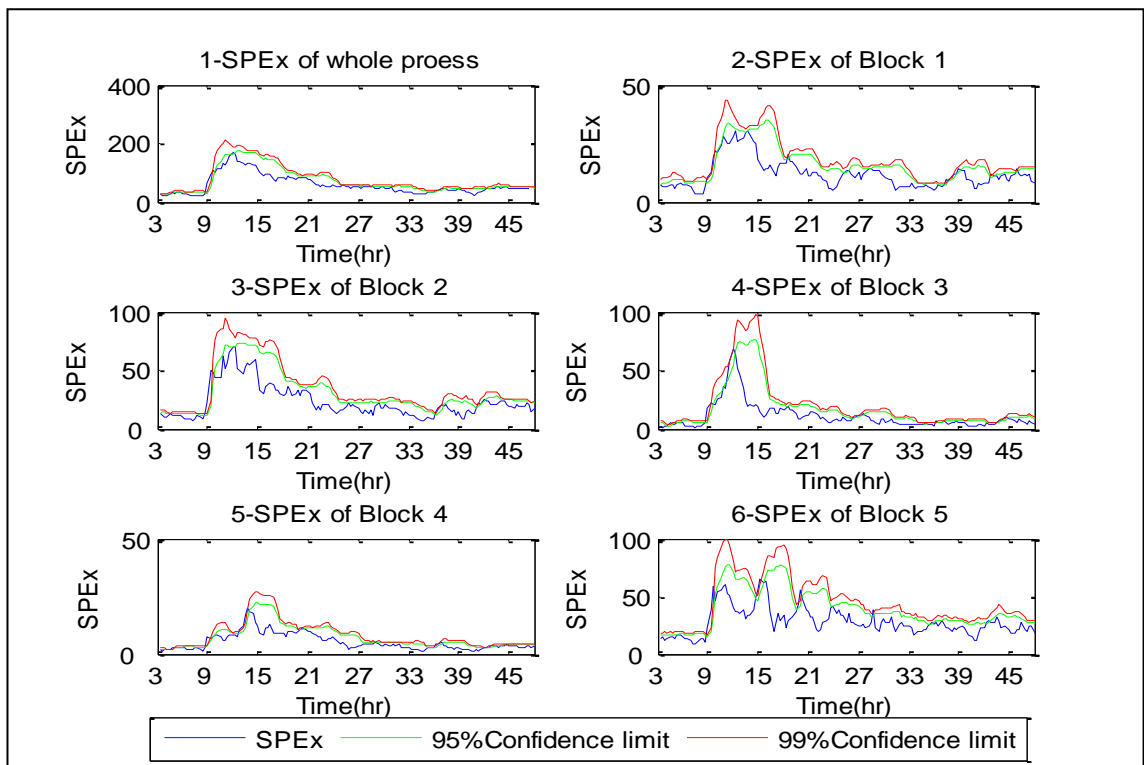 1-SPEx of whole proess
400
200
0
SPEx
3 9 15 21 27 33 39 45
Time(hr)
2-SPEx of Block 1
50
0
SPEx
3 9 15 21 27 33 39 45
Time(hr)
3-SPEx of Block 2
100
50
0
SPEx
3 9 15 21 27 33 39 45
Time(hr)
4-SPEx of Block 3
100
50
0
SPEx
3 9 15 21 27 33 39 45
Time(hr)
5-SPEx of Block 4
50
0
SPEx
3 9 15 21 27 33 39 45
Time(hr)
6-SPEx of Block 5
100
50
0
SPEx
3 9 15 21 27 33 39 45
Time(hr)
SPEx 95%Confidence limit 99%Confidence limit